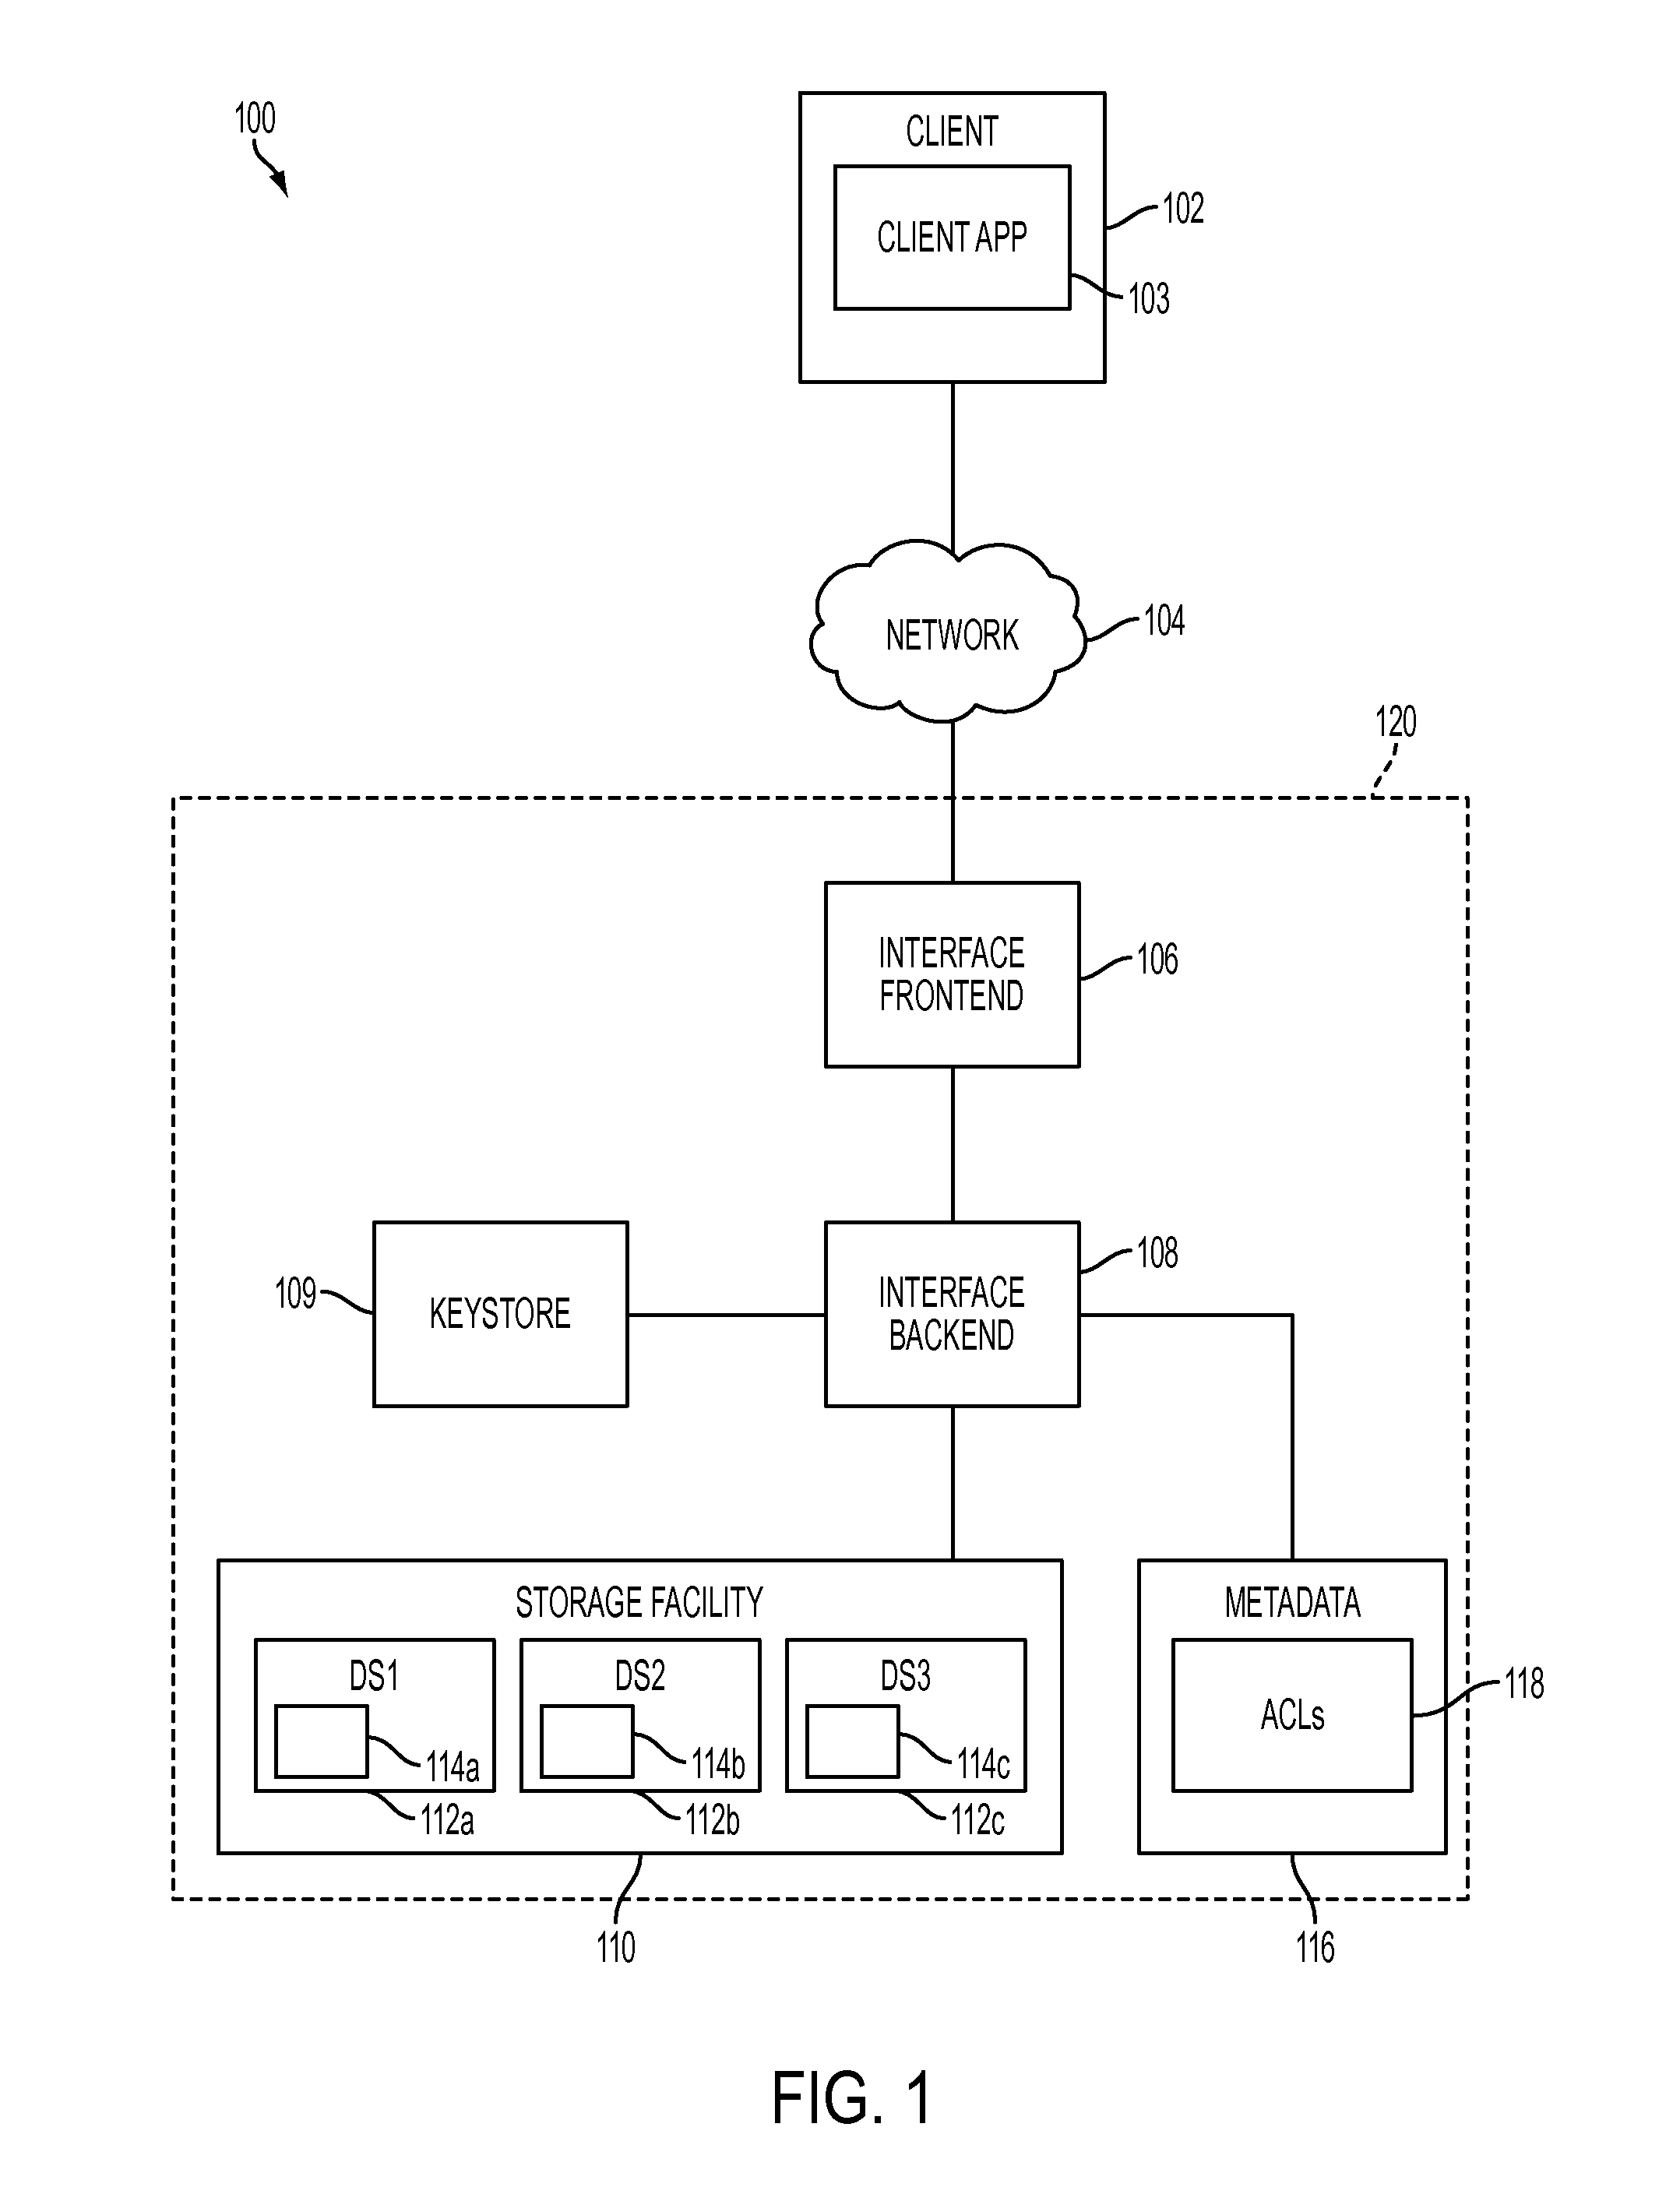 100
CLIENT
CLIENT APP
102
103
NETWORK
104
120
INTERFACE
FRONTEND
106
109
KEYSTORE
INTERFACE
BACKEND
108
STORAGE FACILITY
DS1
114a
112a
DS2
114b
112b
DS3
114c
112c
METADATA
ACLs
118
110
116
FIG. 1